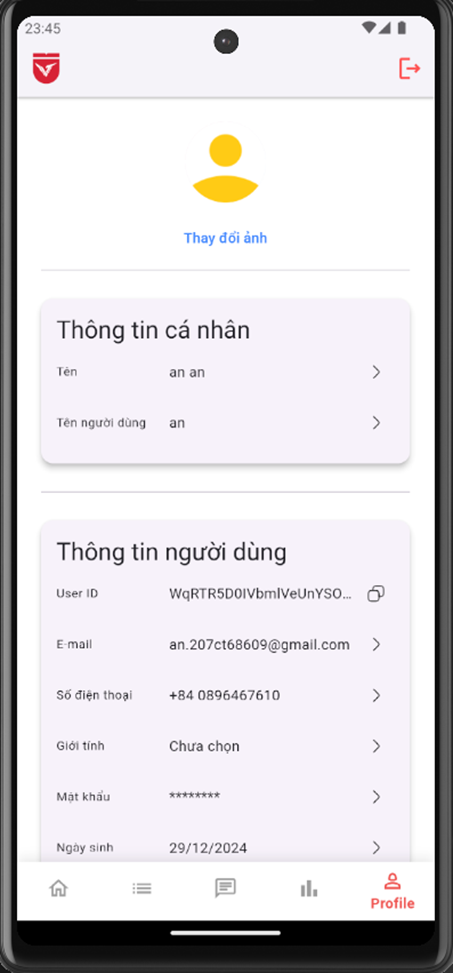 23:45
Thay đổi ảnh
Thông tin cá nhân
Tên an an
Tên người dùng an
Thông tin người dùng
User ID WqRTR5D0IVbmlVeUnYSO...
E-mail an.207ct68609@gmail.com
Số điện thoại +84 0896467610
Giới tính Chưa chọn
Mật khẩu ********
Ngày sinh 29/12/2024
Profile